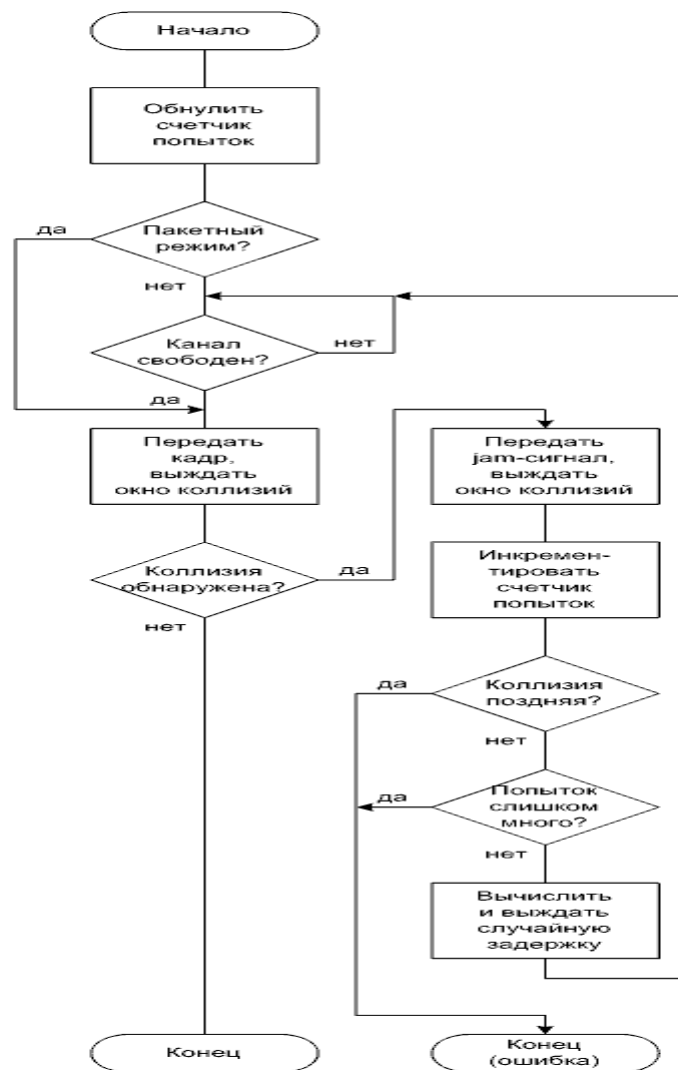 Начало
Обнулить
счетчик
попыток
да
Пакетный
режим?
нет
Канал
свободен?
нет
да
Передать
кадр,
выждать
окно коллизий
Коллизия
обнаружена?
да
нет
Передать
jam-сигнал,
выждать
окно коллизий
Инкремен-
тировать
счетчик
попыток
да
Коллизия
поздняя?
нет
да
Попыток
слишком
много?
нет
Вычислить
и выждать
случайную
задержку
Конец
Конец
(ошибка)